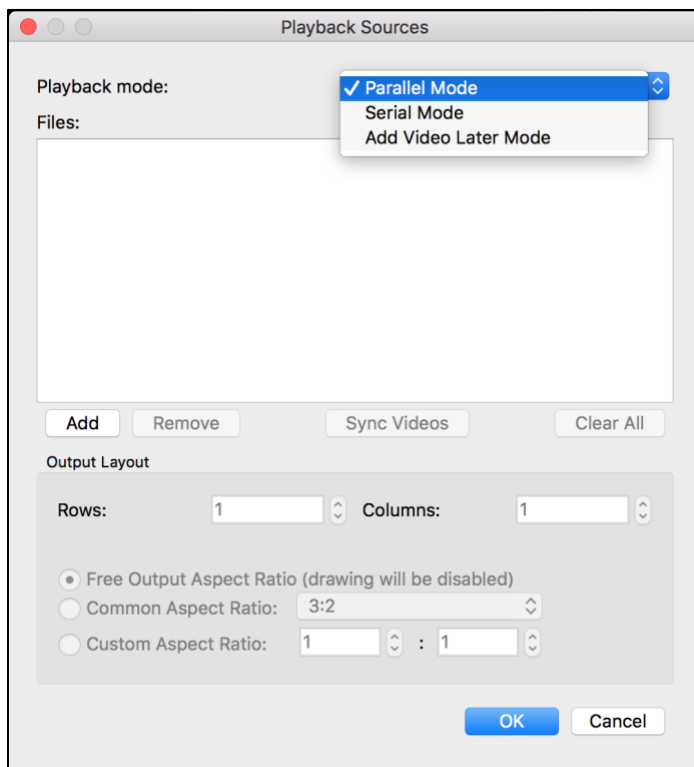 Playback Sources
Playback mode:
✓ Parallel Mode
Serial Mode
Add Video Later Mode
Files:
Add Remove Sync Videos Clear All
Output Layout
Rows: 1 Columns: 1
Free Output Aspect Ratio (drawing will be disabled)
Common Aspect Ratio: 3:2
Custom Aspect Ratio: 1 : 1
OK Cancel